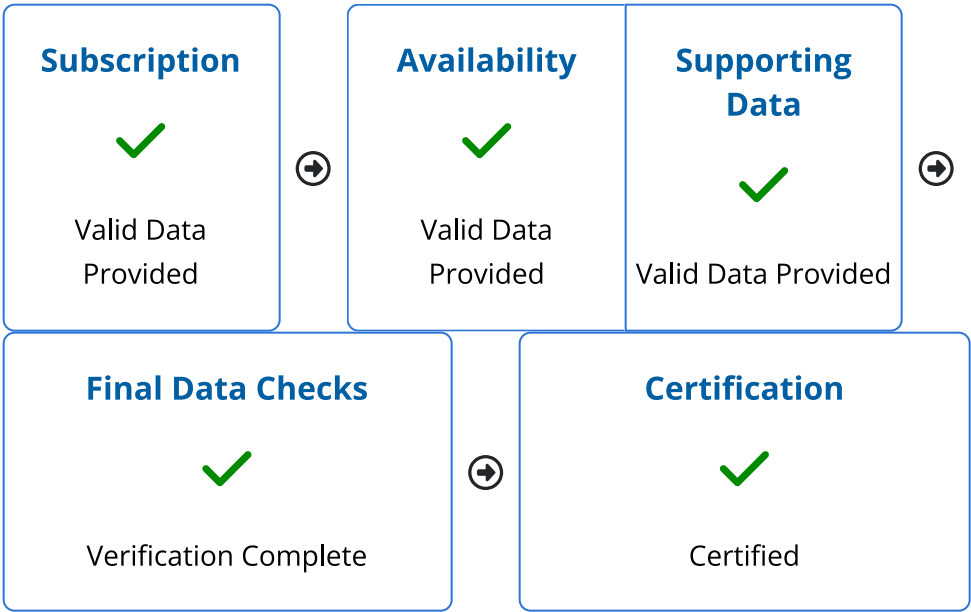 Subscription
Valid Data
Provided
Availability
Valid Data
Provided
Supporting
Data
Valid Data Provided
Final Data Checks
Verification Complete
Certification
Certified